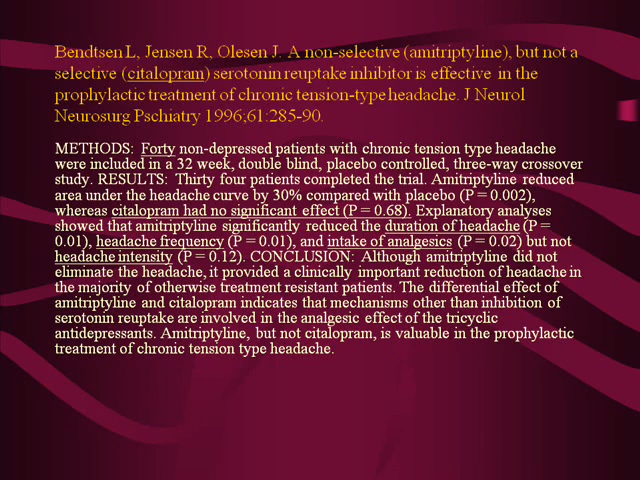 Bendtsen L, Jensen R, Olesen J. A non-selective (amitriptyline), but not a
selective (citalopram) serotonin reuptake inhibitor is effective in the
prophylactic treatment of chronic tension-type headache. J Neurol
Neurosurg Pschiatry 1996;61:285-90.
METHODS: Forty non-depressed patients with chronic tension type headache
were included in a 32 week, double blind, placebo controlled, three-way crossover
study. RESULTS: Thirty four patients completed the trial. Amitriptyline reduced
area under the headache curve by 30% compared with placebo (P = 0.002),
whereas citalopram had no significant effect (P = 0.68). Explanatory analyses
showed that amitriptyline significantly reduced the duration of headache (P =
0.01), headache frequency (P = 0.01), and intake of analgesics (P = 0.02) but not
headache intensity (P = 0.12). CONCLUSION: Although amitriptyline did not
eliminate the headache, it provided a clinically important reduction of headache in
the majority of otherwise treatment resistant patients. The differential effect of
amitriptyline and citalopram indicates that mechanisms other than inhibition of
serotonin reuptake are involved in the analgesic effect of the tricyclic
antidepressants. Amitriptyline, but not citalopram, is valuable in the prophylactic
treatment of chronic tension type headache.